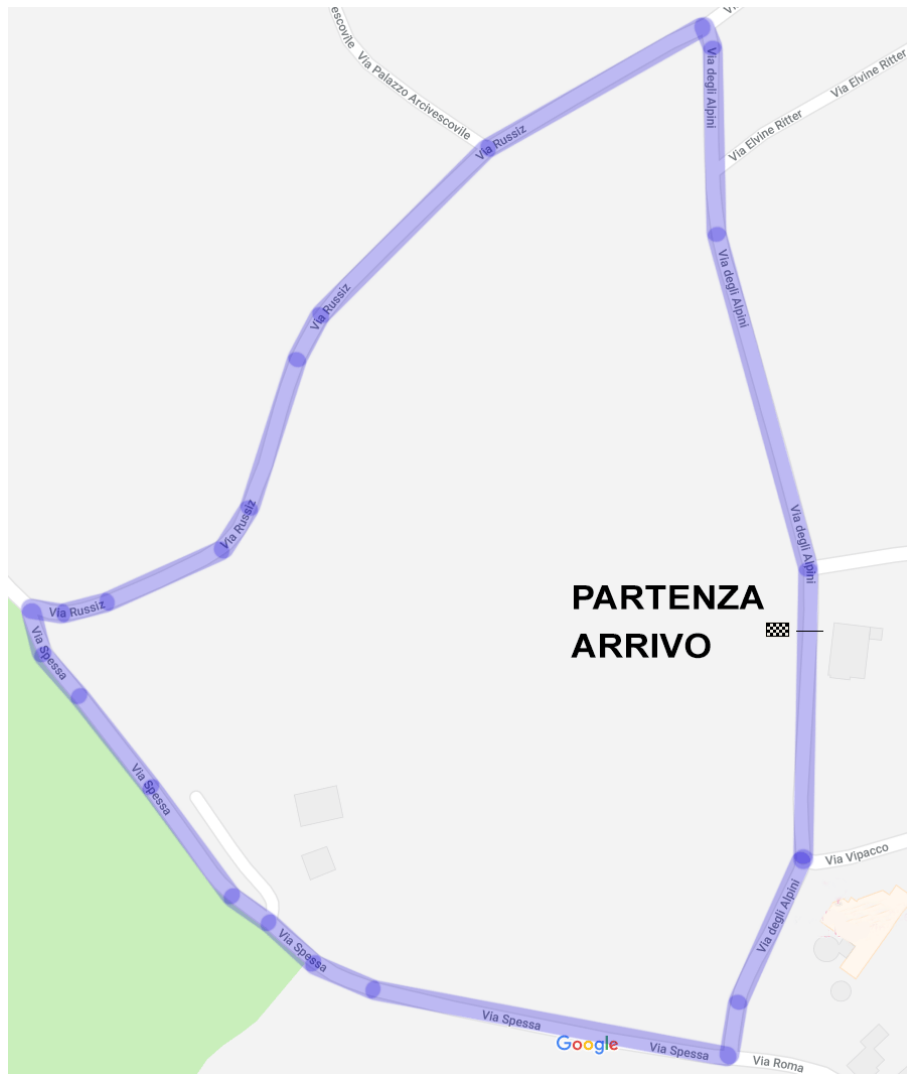 Vi
escovile
Via Palazzo Arcivescovile
Via Elvine Ritter
Via degli Alpini
Via Russiz
Via Elvine Ritter
Via degli Alpini
Via Russiz
Via degli Alpini
Via Russiz
PARTENZA
Via Russiz
ARRIVO
Via Spessa
Via Spessa
Via Vipacco
Via degli Alpini
Via Spessa
Via Spessa
Google
Via Spessa
Via Roma